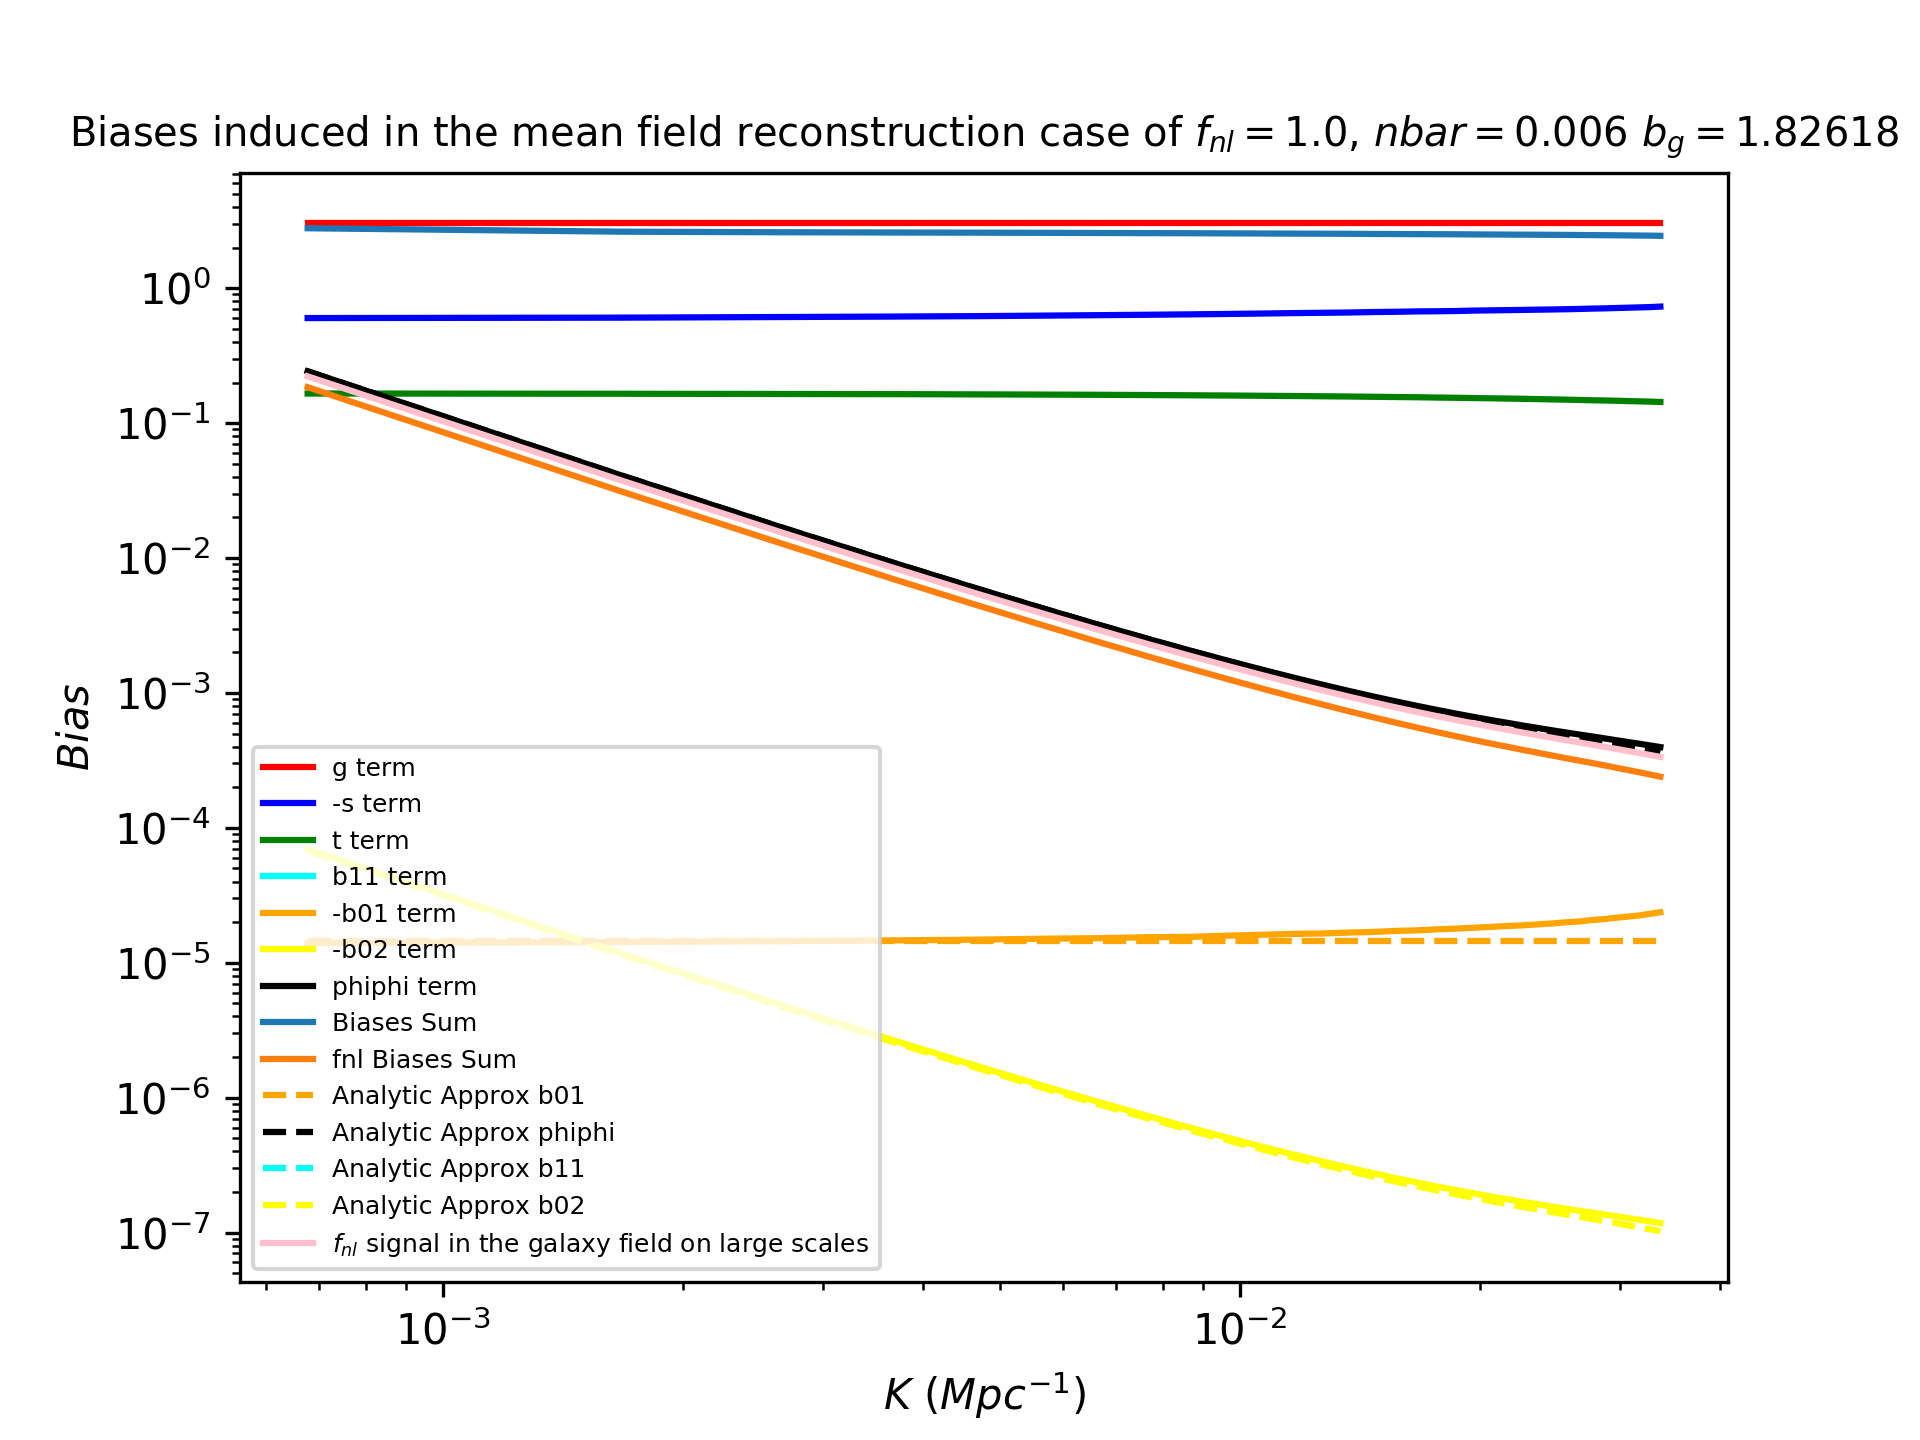 Biases induced in the mean field reconstruction case of $f_{nl} = 1.0$, $nbar = 0.006$ $b_g = 1.82618$
$10^{0}$
$10^{-1}$
$10^{-2}$
$10^{-3}$
$10^{-4}$
$10^{-5}$
$10^{-6}$
$10^{-7}$
Bias
g term
-s term
t term
b11 term
-b01 term
-b02 term
phiphi term
Biases Sum
fnl Biases Sum
Analytic Approx b01
Analytic Approx phiphi
Analytic Approx b11
Analytic Approx b02
$f_{nl}$ signal in the galaxy field on large scales
$10^{-3}$ $10^{-2}$
$K$ $(Mpc^{-1})$